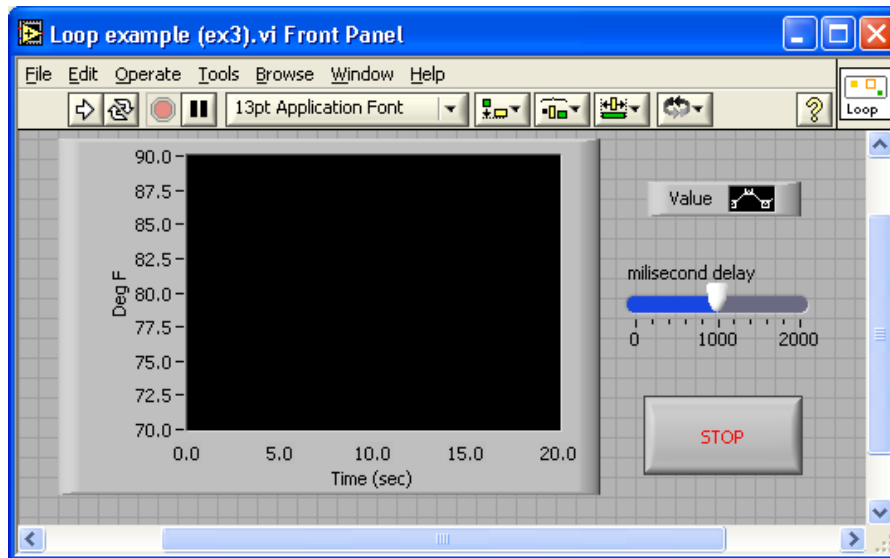 Loop example (ex3).vi Front Panel
File Edit Operate Tools Browse Window Help
13pt Application Font
?
Loop
90.0
87.5
85.0
82.5
80.0
77.5
75.0
72.5
70.0
Deg F
0.0 5.0 10.0 15.0 20.0
Time (sec)
Value
milisecond delay
0 1000 2000
STOP